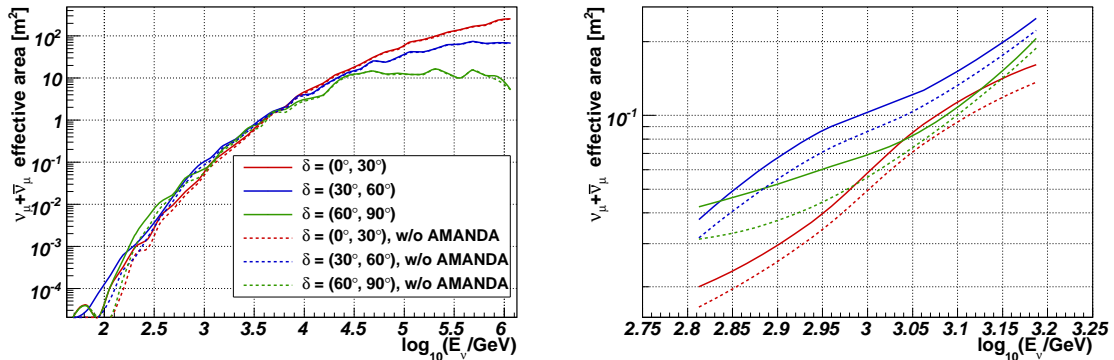 ν_μ+ν̅_μ effective area [m²]
10²
10
1
10⁻¹
10⁻²
10⁻³
10⁻⁴
δ = (0°, 30°)
δ = (30°, 60°)
δ = (60°, 90°)
δ = (0°, 30°), w/o AMANDA
δ = (30°, 60°), w/o AMANDA
δ = (60°, 90°), w/o AMANDA
2 2.5 3 3.5 4 4.5 5 5.5 6
log₁₀(E_ν/GeV)
ν_μ+ν̅_μ effective area [m²]
10⁻¹
2.75 2.8 2.85 2.9 2.95 3 3.05 3.1 3.15 3.2 3.25
log₁₀(E_ν/GeV)